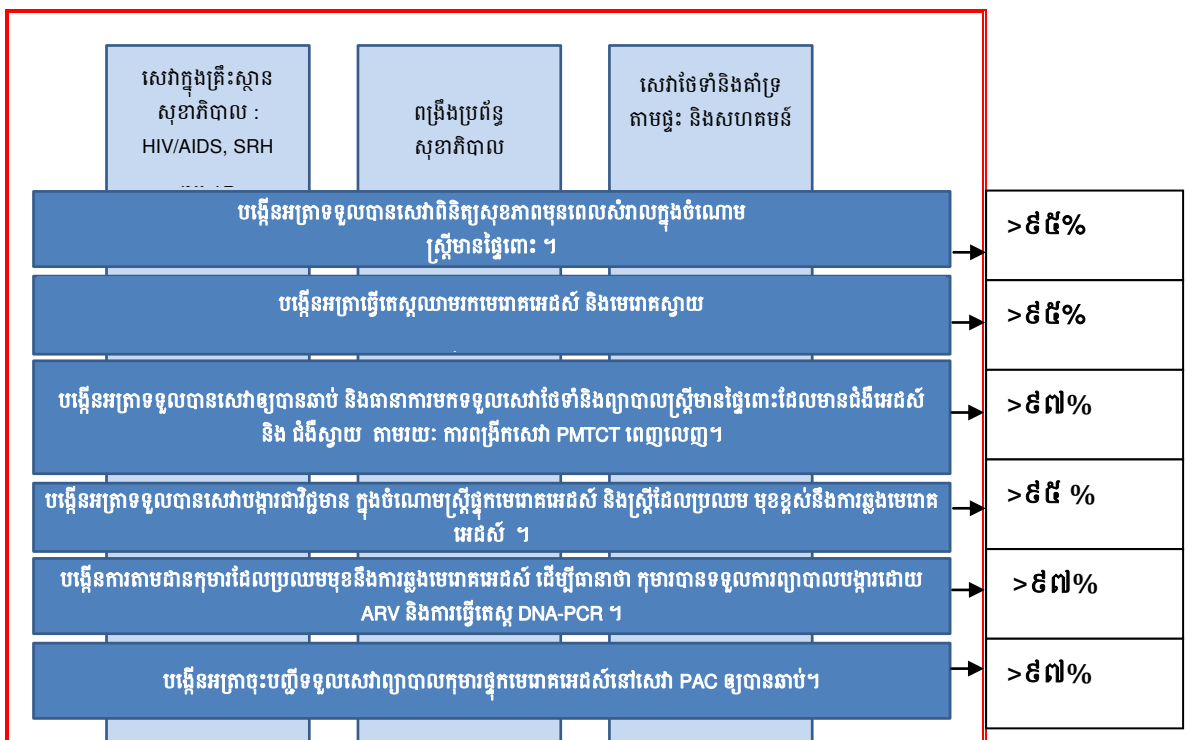 សេវាក្នុងគ្រឹះស្ថាន
សុខាភិបាល :
HIV/AIDS, SRH
ពង្រឹងប្រព័ន្ធ
សុខាភិបាល
សេវាថែទាំនិងគាំទ្រ
តាមផ្ទះ និងសហគមន៍
បង្កើនអត្រាទទួលបានសេវាពិនិត្យសុខភាពមុនពេលសំរាលក្នុងចំណោម
ស្ត្រីមានផ្ទៃពោះ ។
>៩៥%
បង្កើនអត្រាធ្វើតេស្តឈាមរកមេរោគអេដស៍ និងមេរោគស្វាយ
>៩៥%
បង្កើនអត្រាទទួលបានសេវាឲ្យបានឆាប់ និងធានាការមកទទួលសេវាថែទាំនិងព្យាបាលស្ត្រីមានផ្ទៃពោះដែលមានជំងឺអេដស៍
និង ជំងឺស្វាយ តាមរយៈ ការពង្រីកសេវា PMTCT ពេញលេញ។
>៩៧%
បង្កើនអត្រាទទួលបានសេវាបង្ការជាវិជ្ជមាន ក្នុងចំណោមស្ត្រីផ្ទុកមេរោគអេដស៍ និងស្ត្រីដែលប្រឈម មុខខ្ពស់នឹងការឆ្លងមេរោគ
អេដស៍ ។
>៩៥ %
បង្កើនការតាមដានកុមារដែលប្រឈមមុខនឹងការឆ្លងមេរោគអេដស៍ ដើម្បីធានាថា កុមារបានទទួលការព្យាបាលបង្ការដោយ
ARV និងការធ្វើតេស្ត DNA-PCR ។
>៩៧%
បង្កើនអត្រាចុះបញ្ជីទទួលសេវាព្យាបាលកុមារផ្ទុកមេរោគអេដស៍នៅសេវា PAC ឲ្យបានឆាប់។
>៩៧%